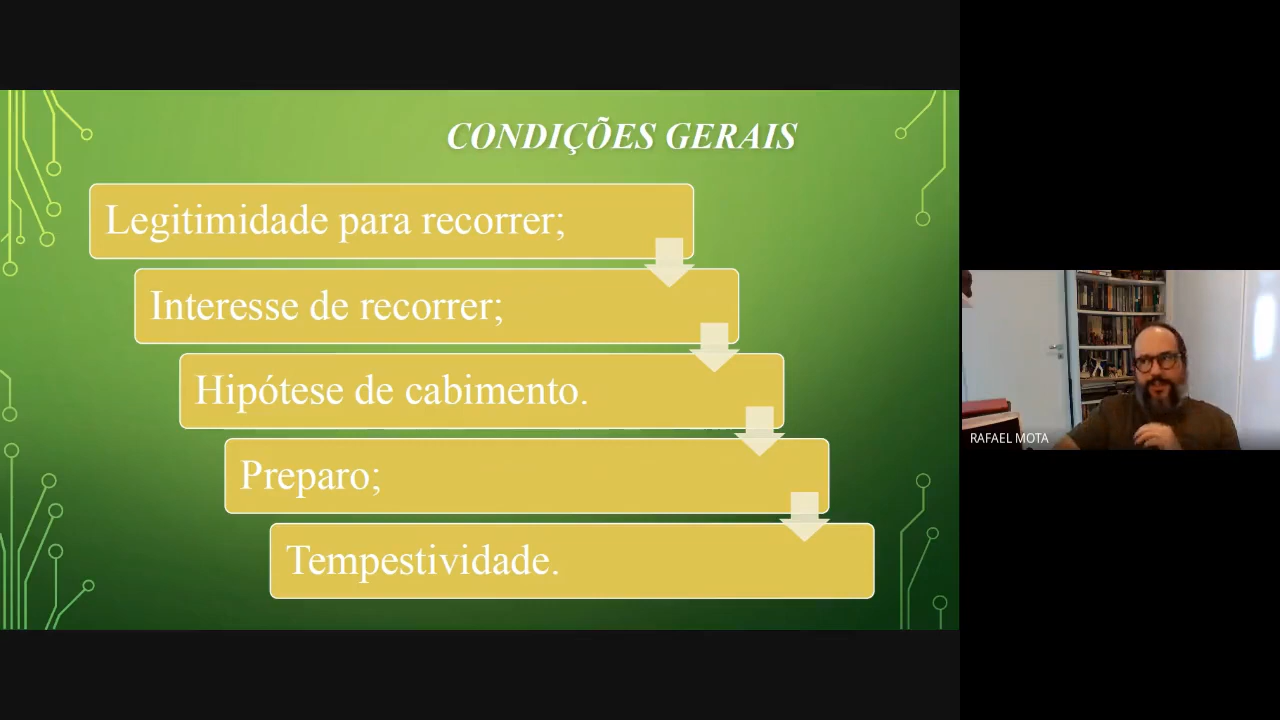 CONDIÇÕES GERAIS
Legitimidade para recorrer;
Interesse de recorrer;
Hipótese de cabimento.
Preparo;
Tempestividade.
RAFAEL MOTA